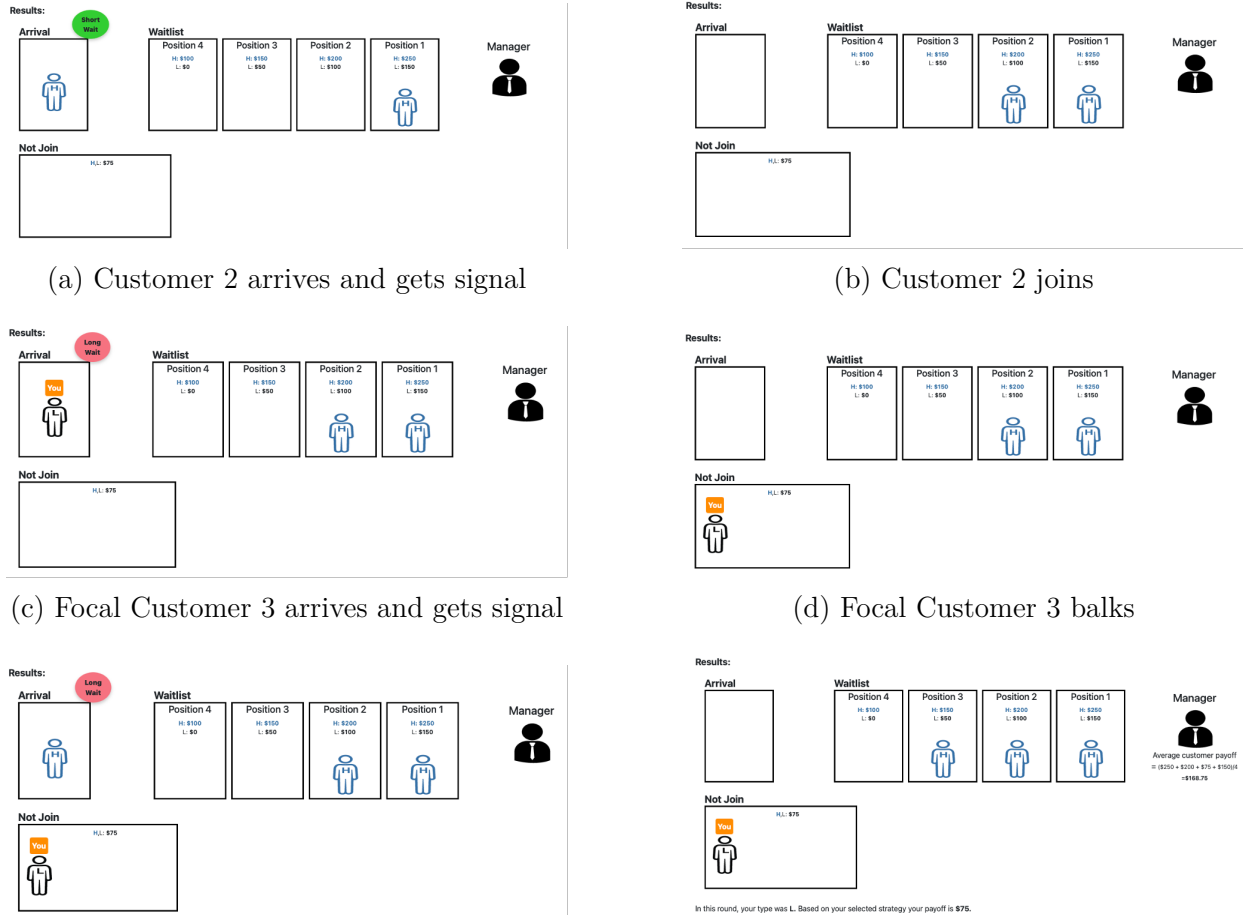 Results:
Short
Wait
Arrival
Waitlist
Position 4
Position 3
Position 2
Position 1
H: $100
H: $150
H: $200
H: $250
L: $0
L: $50
L: $100
L: $150
Manager
H
H
Not Join
H,L: $75
(a) Customer 2 arrives and gets signal
Results:
Arrival
Waitlist
Position 4
Position 3
Position 2
Position 1
H: $100
H: $150
H: $200
H: $250
L: $0
L: $50
L: $100
L: $150
Manager
H
H
Not Join
H,L: $75
(b) Customer 2 joins
Results:
Long
Wait
Arrival
Waitlist
Position 4
Position 3
Position 2
Position 1
H: $100
H: $150
H: $200
H: $250
L: $0
L: $50
L: $100
L: $150
Manager
You
L
H
H
Not Join
H,L: $75
(c) Focal Customer 3 arrives and gets signal
Results:
Arrival
Waitlist
Position 4
Position 3
Position 2
Position 1
H: $100
H: $150
H: $200
H: $250
L: $0
L: $50
L: $100
L: $150
Manager
H
H
Not Join
H,L: $75
You
L
(d) Focal Customer 3 balks
Results:
Long
Wait
Arrival
Waitlist
Position 4
Position 3
Position 2
Position 1
H: $100
H: $150
H: $200
H: $250
L: $0
L: $50
L: $100
L: $150
Manager
H
H
H
Not Join
H,L: $75
You
L
Results:
Arrival
Waitlist
Position 4
Position 3
Position 2
Position 1
H: $100
H: $150
H: $200
H: $250
L: $0
L: $50
L: $100
L: $150
Manager
Average customer payoff
= ($250 + $200 + $75 + $150)/4
=$168.75
H
H
H
Not Join
H,L: $75
You
L
In this round, your type was L. Based on your selected strategy your payoff is $75.